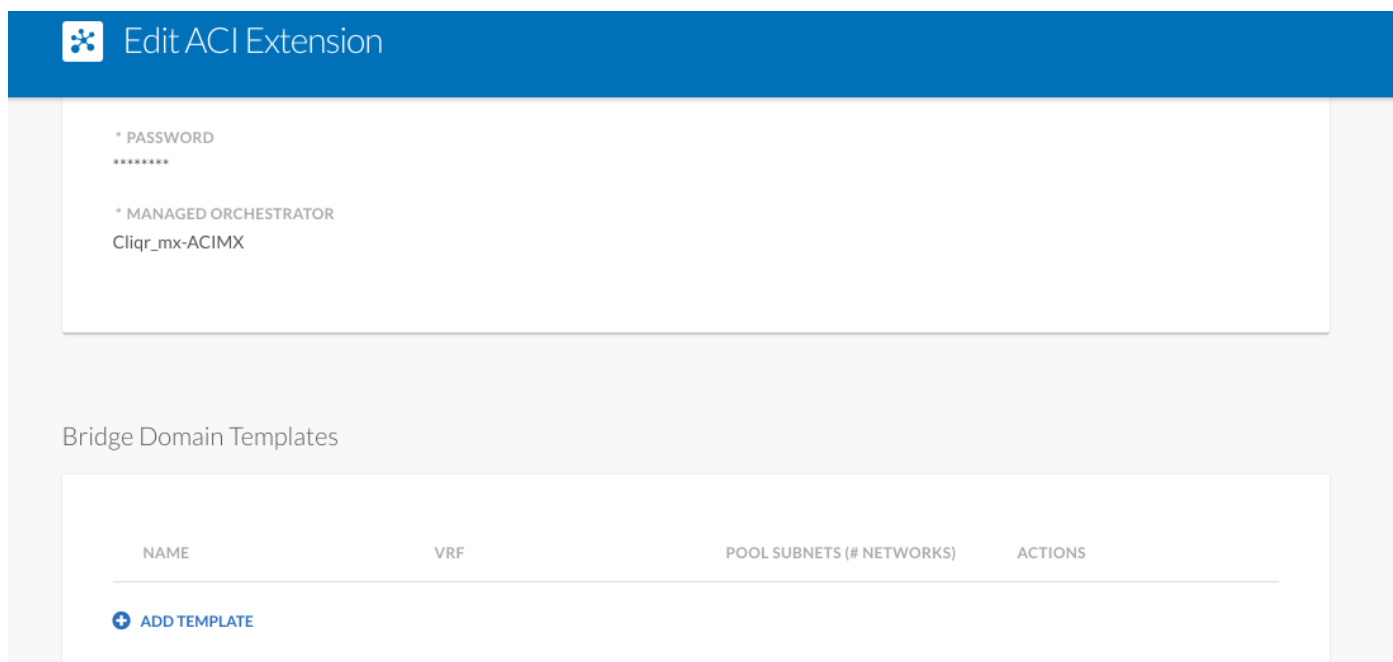 Edit ACI Extension
* PASSWORD
********
* MANAGED ORCHESTRATOR
Cliqr_mx-ACIMX
Bridge Domain Templates
NAME VRF POOL SUBNETS (# NETWORKS) ACTIONS
ADD TEMPLATE